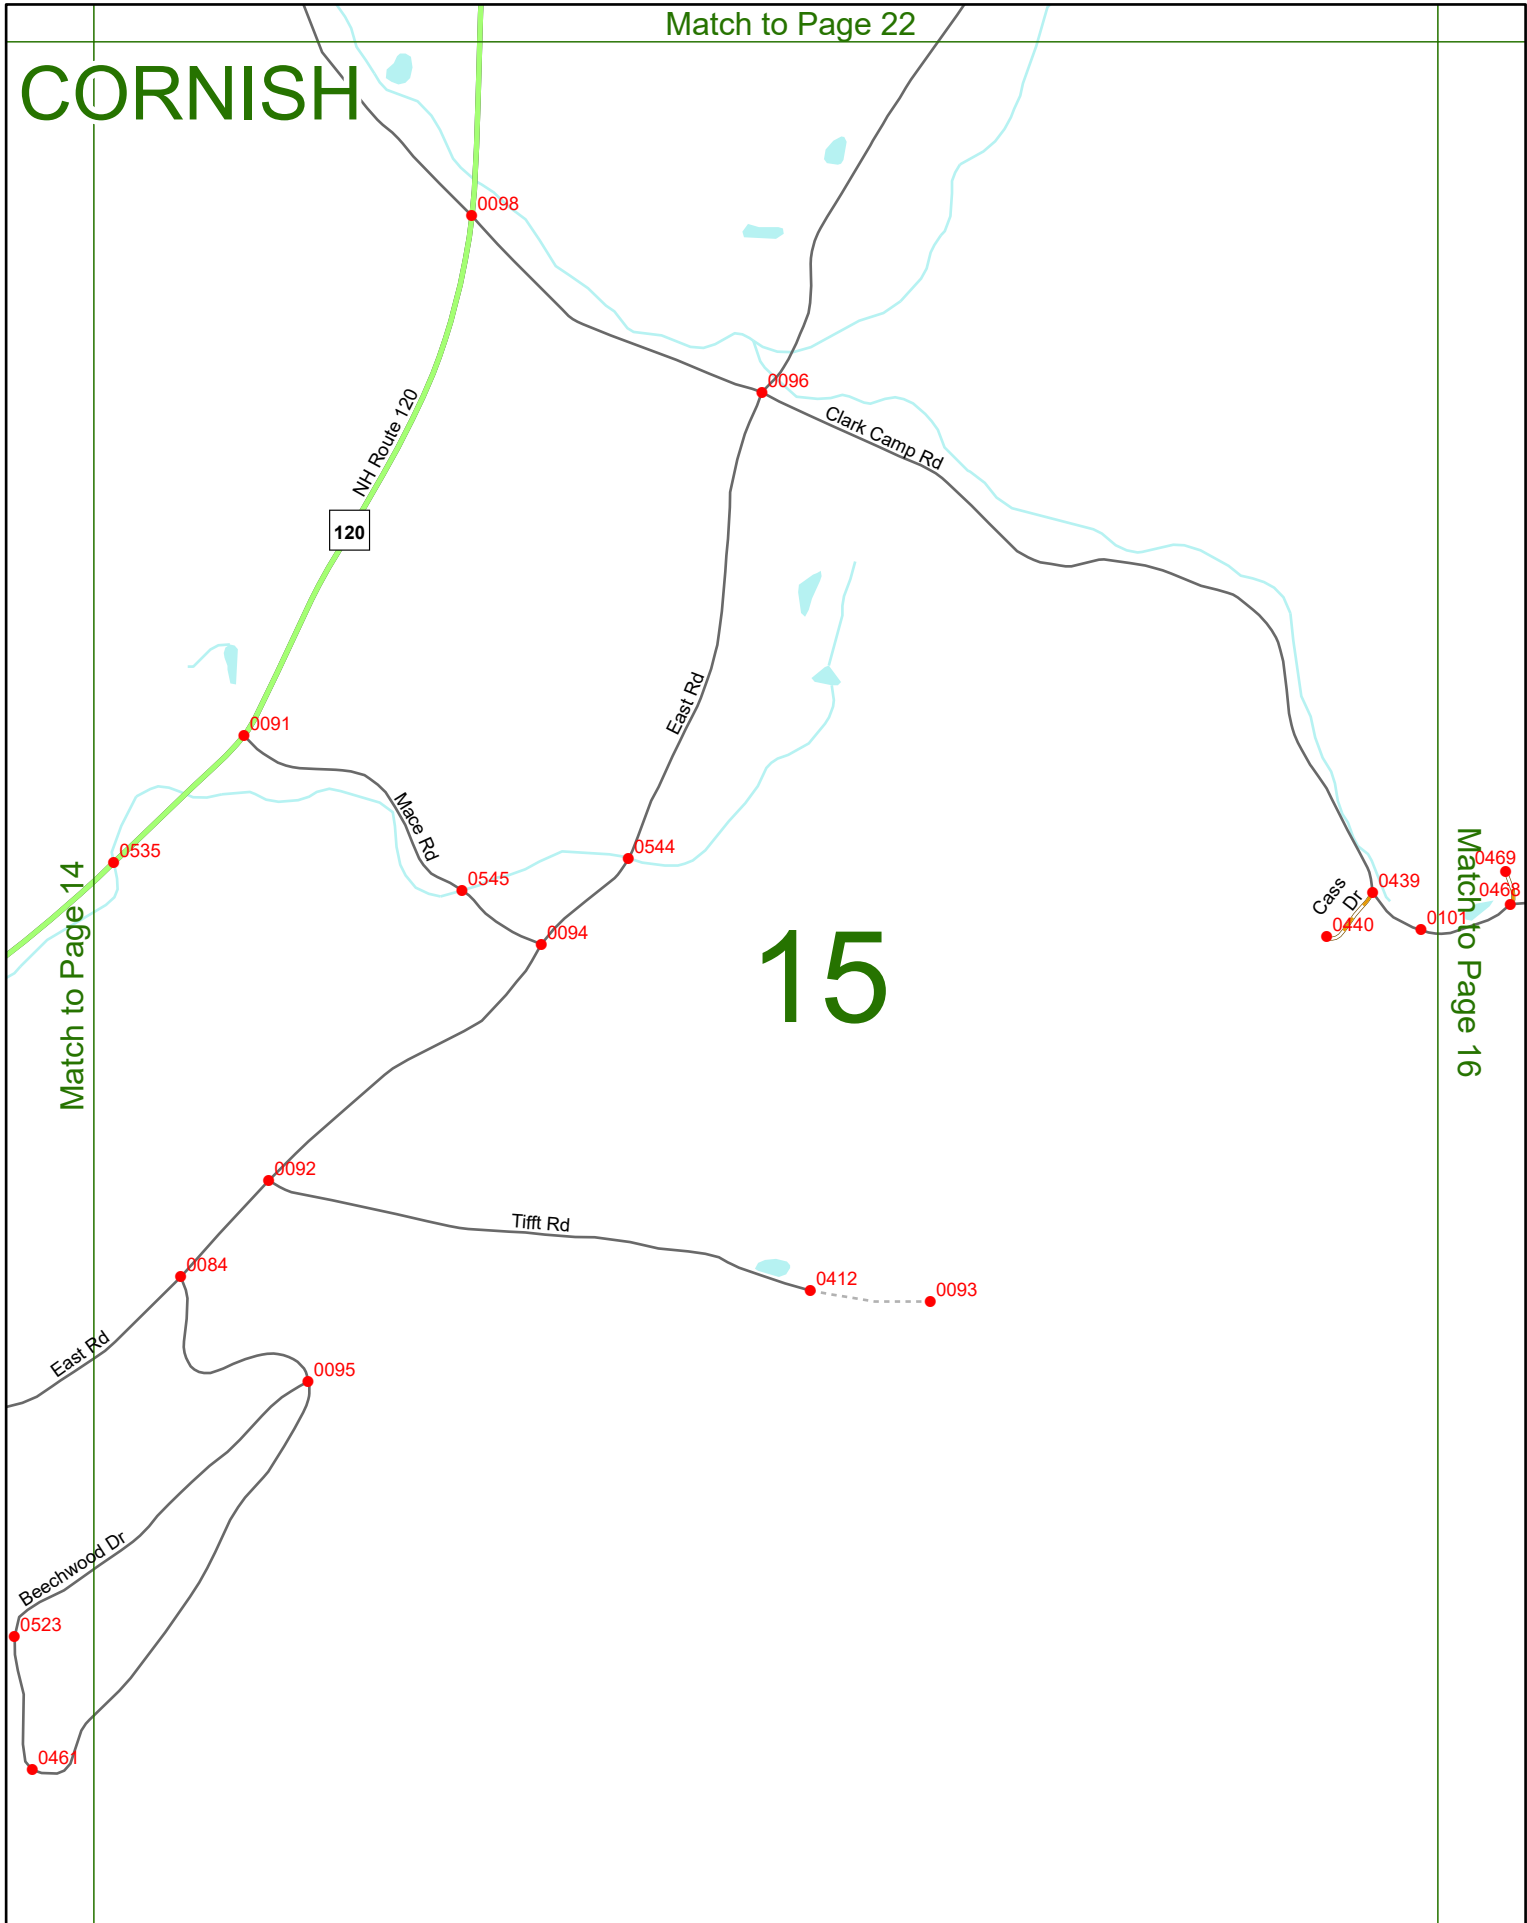 Match to Page 22
CORNISH
0098
0096
Clark Camp Rd
NH Route 120
120
East Rd
0091
Mace Rd
0535
0545
0544
0094
Match to Page 14
15
Cass
Dr
0439
0440
0101
0469
0468
Match to Page 16
0092
Tifft Rd
0084
0412
0093
East Rd
0095
Beechwood Dr
0523
0461